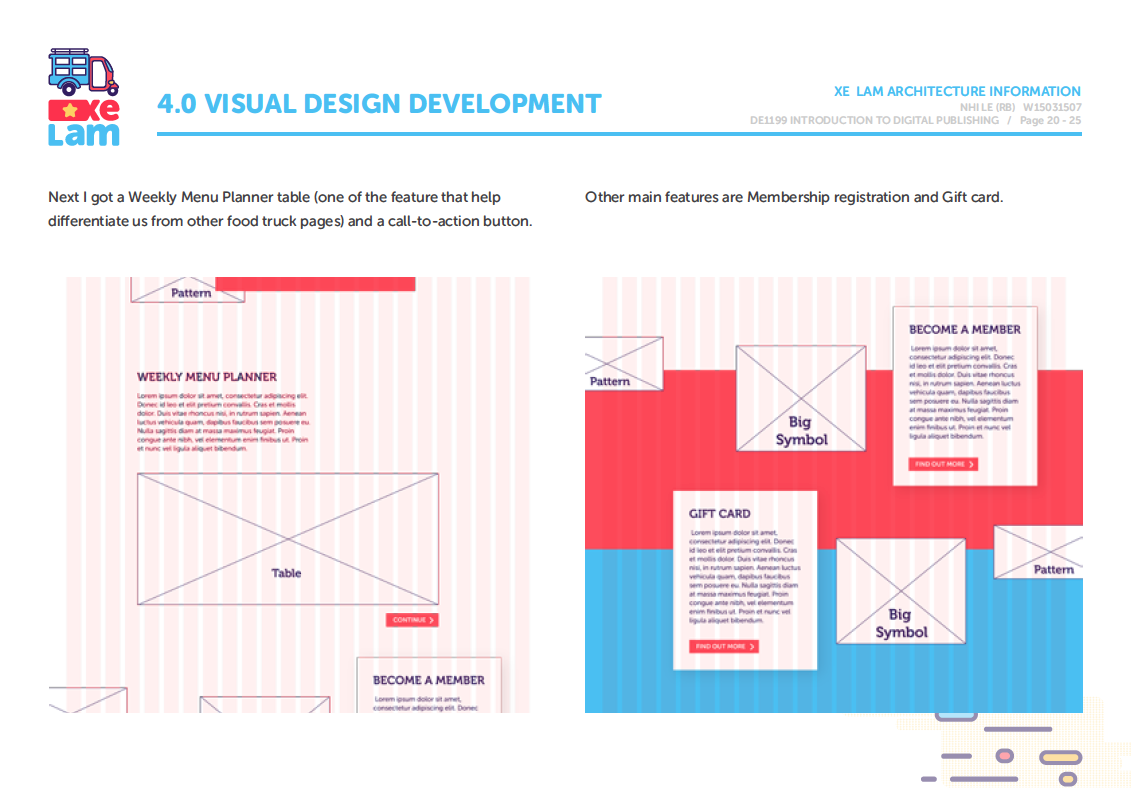 xe
Lam
4.0 VISUAL DESIGN DEVELOPMENT
XE LAM ARCHITECTURE INFORMATION
NHI LE (RB) W15031507
DE1199 INTRODUCTION TO DIGITAL PUBLISHING / Page 20 - 25
Next I got a Weekly Menu Planner table (one of the feature that help
differentiate us from other food truck pages) and a call-to-action button.
Other main features are Membership registration and Gift card.
Pattern
WEEKLY MENU PLANNER
Lorem ipsum dolor sit amet, consectetur adipiscing elit.
Donec id leo et elit pretium convallis. Cras et mollis
dolor. Duis vitae rhoncus nisi, in rutrum sapien. Aenean
luctus vehicula quam, dapibus faucibus sem posuere eu.
Nulla sagittis diam at massa maximus feugiat. Proin
congue ante nibh, vel elementum enim finibus ut. Proin
et nunc vel ligula aliquet bibendum.
Table
CONTINUE
BECOME A MEMBER
Lorem ipsum dolor sit amet,
consectetur adipiscing elit. Donec
Pattern
Big
Symbol
BECOME A MEMBER
Lorem ipsum dolor sit amet,
consectetur adipiscing elit. Donec
id leo et elit pretium convallis. Cras
et mollis dolor. Duis vitae rhoncus
nisi, in rutrum sapien. Aenean luctus
vehicula quam, dapibus faucibus
sem posuere eu. Nulla sagittis diam
at massa maximus feugiat. Proin
congue ante nibh, vel elementum
enim finibus ut. Proin et nunc vel
ligula aliquet bibendum.
FIND OUT MORE
GIFT CARD
Lorem ipsum dolor sit amet,
consectetur adipiscing elit. Donec
id leo et elit pretium convallis. Cras
et mollis dolor. Duis vitae rhoncus
nisi, in rutrum sapien. Aenean luctus
vehicula quam, dapibus faucibus
sem posuere eu. Nulla sagittis diam
at massa maximus feugiat. Proin
congue ante nibh, vel elementum
enim finibus ut. Proin et nunc vel
ligula aliquet bibendum.
FIND OUT MORE
Big
Symbol
Pattern